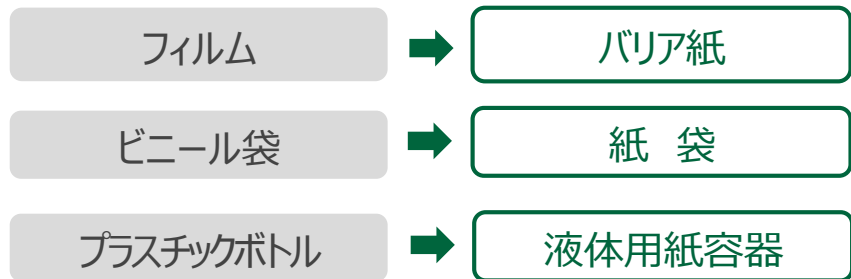 フィルム
バリア紙
ビニール袋
紙 袋
プラスチックボトル
液体用紙容器